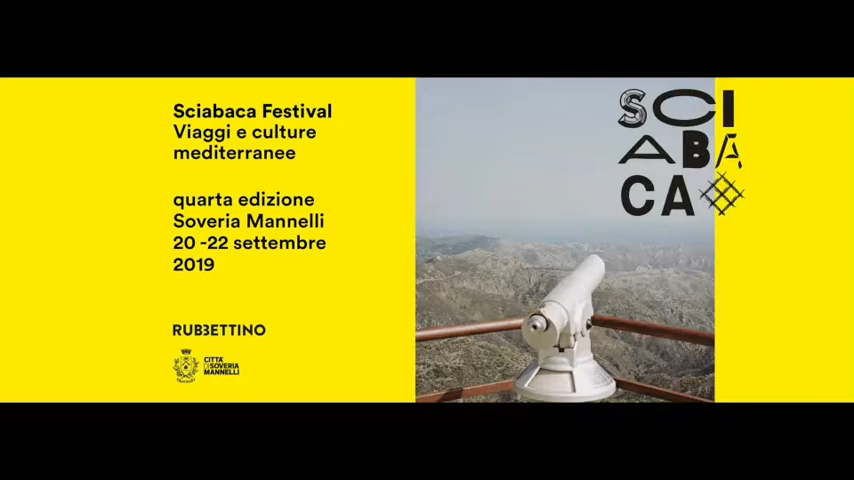 Sciabaca Festival
Viaggi e culture
mediterranee
quarta edizione
Soveria Mannelli
20 -22 settembre
2019
RUBBETTINO
CITTA'
DI SOVERIA
MANNELLI
SCI
ABA
CA